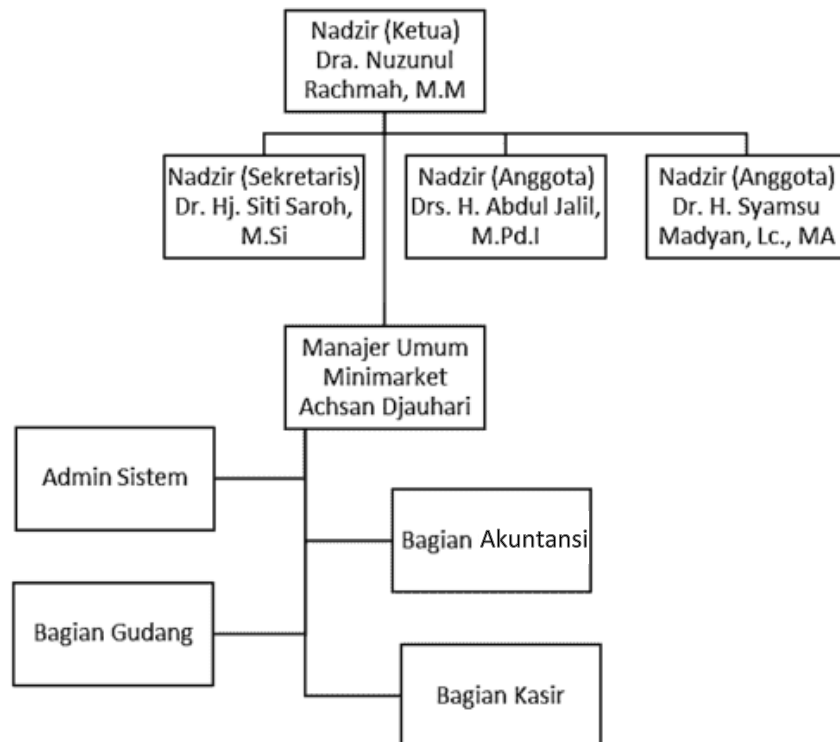 Nadzir (Ketua)
Dra. Nuzunul
Rachmah, M.M
Nadzir (Sekretaris)
Dr. Hj. Siti Saroh,
M.Si
Nadzir (Anggota)
Drs. H. Abdul Jalil,
M.Pd.I
Nadzir (Anggota)
Dr. H. Syamsu
Madyan, Lc., MA
Manajer Umum
Minimarket
Achsan Djauhari
Admin Sistem
Bagian Akuntansi
Bagian Gudang
Bagian Kasir